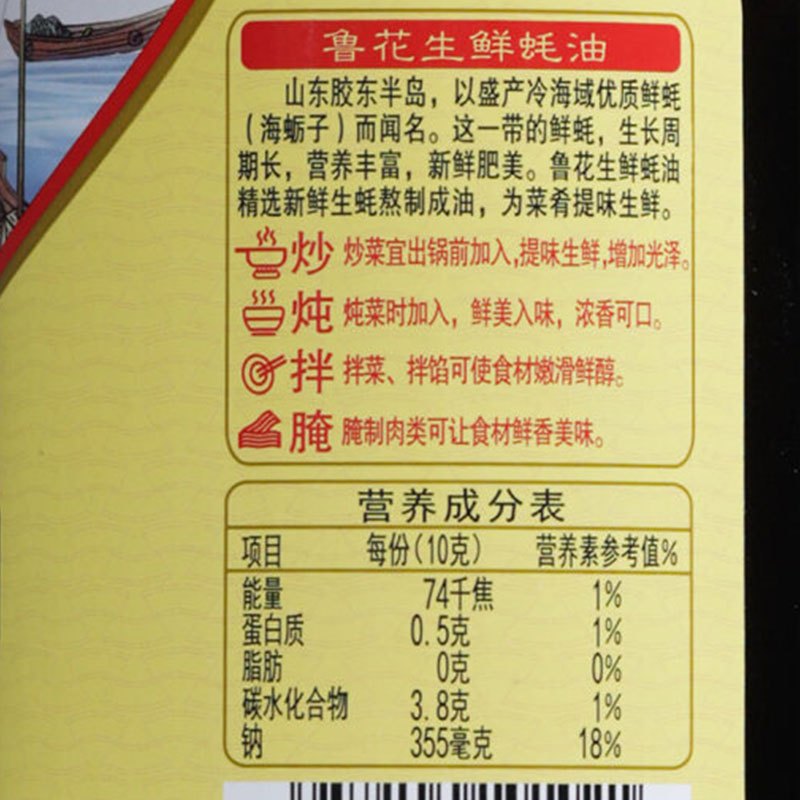 鲁花生鲜蚝油
山东胶东半岛，以盛产冷海域优质鲜蚝
（海蛎子）而闻名。这一带的鲜蚝，生长周
期长，营养丰富，新鲜肥美。鲁花生鲜蚝油
精选新鲜生蚝熬制成油，为菜肴提味生鲜。
炒 炒菜宜出锅前加入,提味生鲜,增加光泽。
炖 炖菜时加入，鲜美入味，浓香可口。
拌 拌菜、拌馅可使食材嫩滑鲜醇。
腌 腌制肉类可让食材鲜香美味。
营养成分表
项目 每份(10克) 营养素参考值%
能量 74千焦 1%
蛋白质 0.5克 1%
脂肪 0克 0%
碳水化合物 3.8克 1%
钠 355毫克 18%